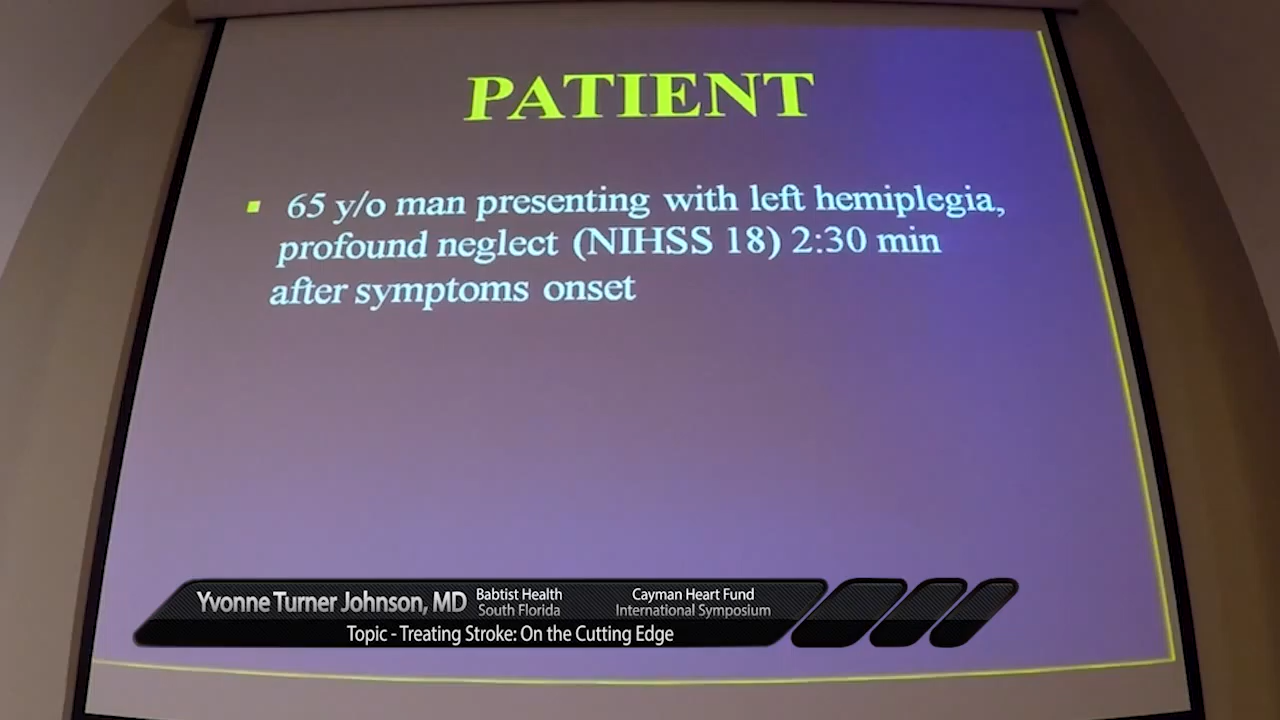 PATIENT
65 y/o man presenting with left hemiplegia,
profound neglect (NIHSS 18) 2:30 min
after symptoms onset
Yvonne Turner Johnson, MD
Babtist Health
South Florida
Cayman Heart Fund
International Symposium
Topic - Treating Stroke: On the Cutting Edge